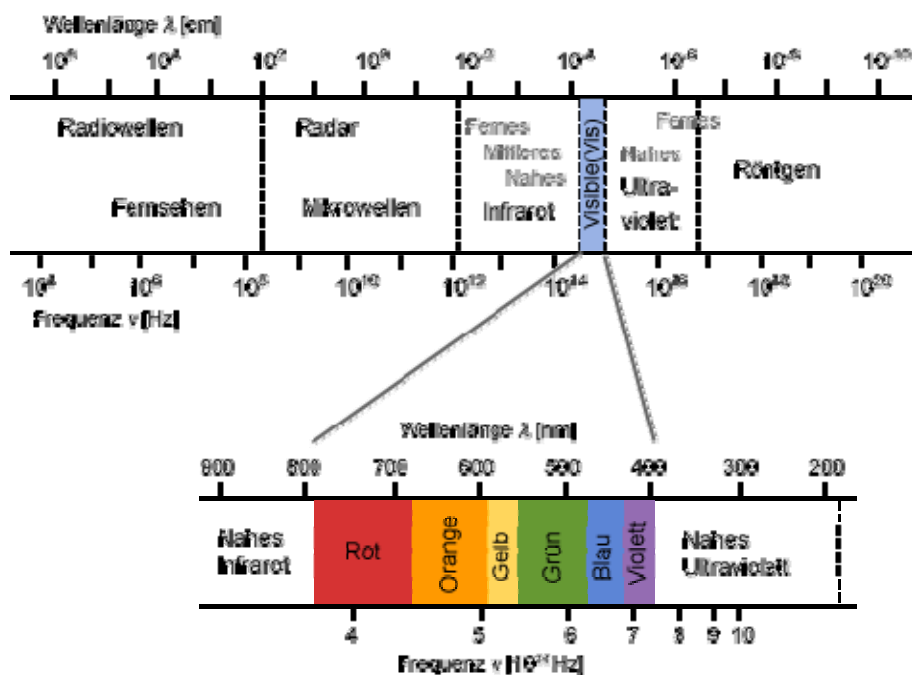 Wellenlänge λ [cm]
10⁴ 10² 10⁰ 10⁻² 10⁻⁴ 10⁻⁶ 10⁻⁸ 10⁻¹⁰
Radiowellen Radar Fernes Fernes
Mittleres Nahes
Nahes Röntgen
Fernsehen Mikrowellen Infrarot Visible(Vis) Ultra-
violet
10⁴ 10⁶ 10⁸ 10¹⁰ 10¹² 10¹⁴ 10¹⁶ 10¹⁸ 10²⁰
Frequenz ν [Hz]
Wellenlänge λ [nm]
900 800 700 600 500 400 300 200
Nahes Rot Orange Gelb Grün Blau Violett Nahes
Infrarot Ultraviolett
4 5 6 7 8 9 10
Frequenz ν [10¹⁴ Hz]